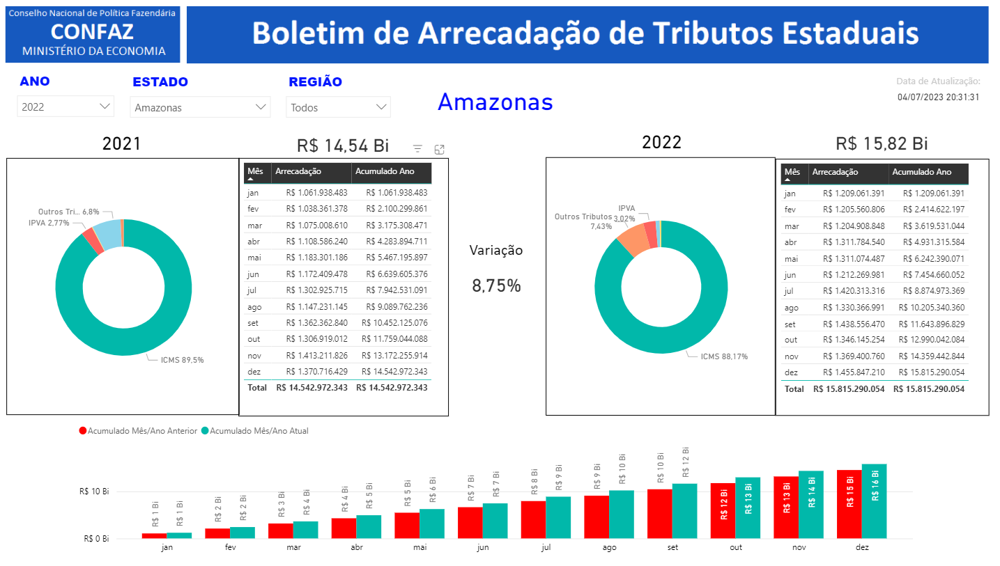 Conselho Nacional de Política Fazendária
CONFAZ
MINISTÉRIO DA ECONOMIA
Boletim de Arrecadação de Tributos Estaduais
ANO
ESTADO
REGIÃO
2022
Amazonas
Todos
Amazonas
Data de Atualização:
04/07/2023 20:31:31
2021
R$ 14,54 Bi
Outros Tri... 6,8%
IPVA 2,77%
ICMS 89,5%
Mês Arrecadação Acumulado Ano
jan R$ 1.061.938.483 R$ 1.061.938.483
fev R$ 1.038.361.378 R$ 2.100.299.861
mar R$ 1.075.008.610 R$ 3.175.308.471
abr R$ 1.108.586.240 R$ 4.283.894.711
mai R$ 1.183.301.186 R$ 5.467.195.897
jun R$ 1.172.409.478 R$ 6.639.605.376
jul R$ 1.302.925.715 R$ 7.942.531.091
ago R$ 1.147.231.145 R$ 9.089.762.236
set R$ 1.362.362.840 R$ 10.452.125.076
out R$ 1.306.919.012 R$ 11.759.044.088
nov R$ 1.413.211.826 R$ 13.172.255.914
dez R$ 1.370.716.429 R$ 14.542.972.343
Total R$ 14.542.972.343 R$ 14.542.972.343
Variação
8,75%
2022
R$ 15,82 Bi
IPVA
3,02%
Outros Tributos
7,43%
ICMS 88,17%
Mês Arrecadação Acumulado Ano
jan R$ 1.209.061.391 R$ 1.209.061.391
fev R$ 1.205.560.806 R$ 2.414.622.197
mar R$ 1.204.908.848 R$ 3.619.531.044
abr R$ 1.311.784.540 R$ 4.931.315.584
mai R$ 1.311.074.487 R$ 6.242.390.071
jun R$ 1.212.269.981 R$ 7.454.660.052
jul R$ 1.420.313.316 R$ 8.874.973.369
ago R$ 1.330.366.991 R$ 10.205.340.360
set R$ 1.438.556.470 R$ 11.643.896.829
out R$ 1.346.145.254 R$ 12.990.042.084
nov R$ 1.369.400.760 R$ 14.359.442.844
dez R$ 1.455.847.210 R$ 15.815.290.054
Total R$ 15.815.290.054 R$ 15.815.290.054
Acumulado Mês/Ano Anterior Acumulado Mês/Ano Atual
R$ 10 Bi
R$ 0 Bi
R$ 1 Bi
R$ 1 Bi
R$ 2 Bi
R$ 2 Bi
R$ 3 Bi
R$ 4 Bi
R$ 4 Bi
R$ 5 Bi
R$ 5 Bi
R$ 6 Bi
R$ 7 Bi
R$ 7 Bi
R$ 8 Bi
R$ 9 Bi
R$ 9 Bi
R$ 10 Bi
R$ 10 Bi
R$ 12 Bi
R$ 12 Bi
R$ 13 Bi
R$ 13 Bi
R$ 14 Bi
R$ 15 Bi
R$ 16 Bi
jan fev mar abr mai jun jul ago set out nov dez